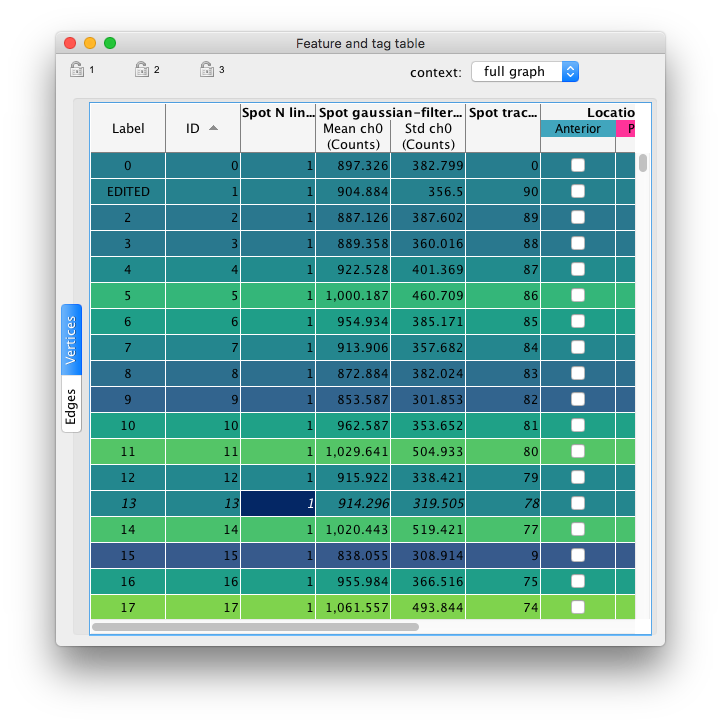 Feature and tag table
1 2 3 context: full graph
Spot N lin... Spot gaussian-filter... Spot trac... Locatio
Label ID Mean ch0 Std ch0 Anterior P
(Counts) (Counts)
0 0 1 897.326 382.799 0
EDITED 1 1 904.884 356.5 90
2 2 1 887.126 387.602 89
3 3 1 889.358 360.016 88
4 4 1 922.528 401.369 87
5 5 1 1,000.187 460.709 86
6 6 1 954.934 385.171 85
7 7 1 913.906 357.682 84
8 8 1 872.884 382.024 83
9 9 1 853.587 301.853 82
10 10 1 962.587 353.652 81
11 11 1 1,029.641 504.933 80
12 12 1 915.922 338.421 79
13 13 1 914.296 319.505 78
14 14 1 1,020.443 519.421 77
15 15 1 838.055 308.914 9
16 16 1 955.984 366.516 75
17 17 1 1,061.557 493.844 74
Vertices
Edges